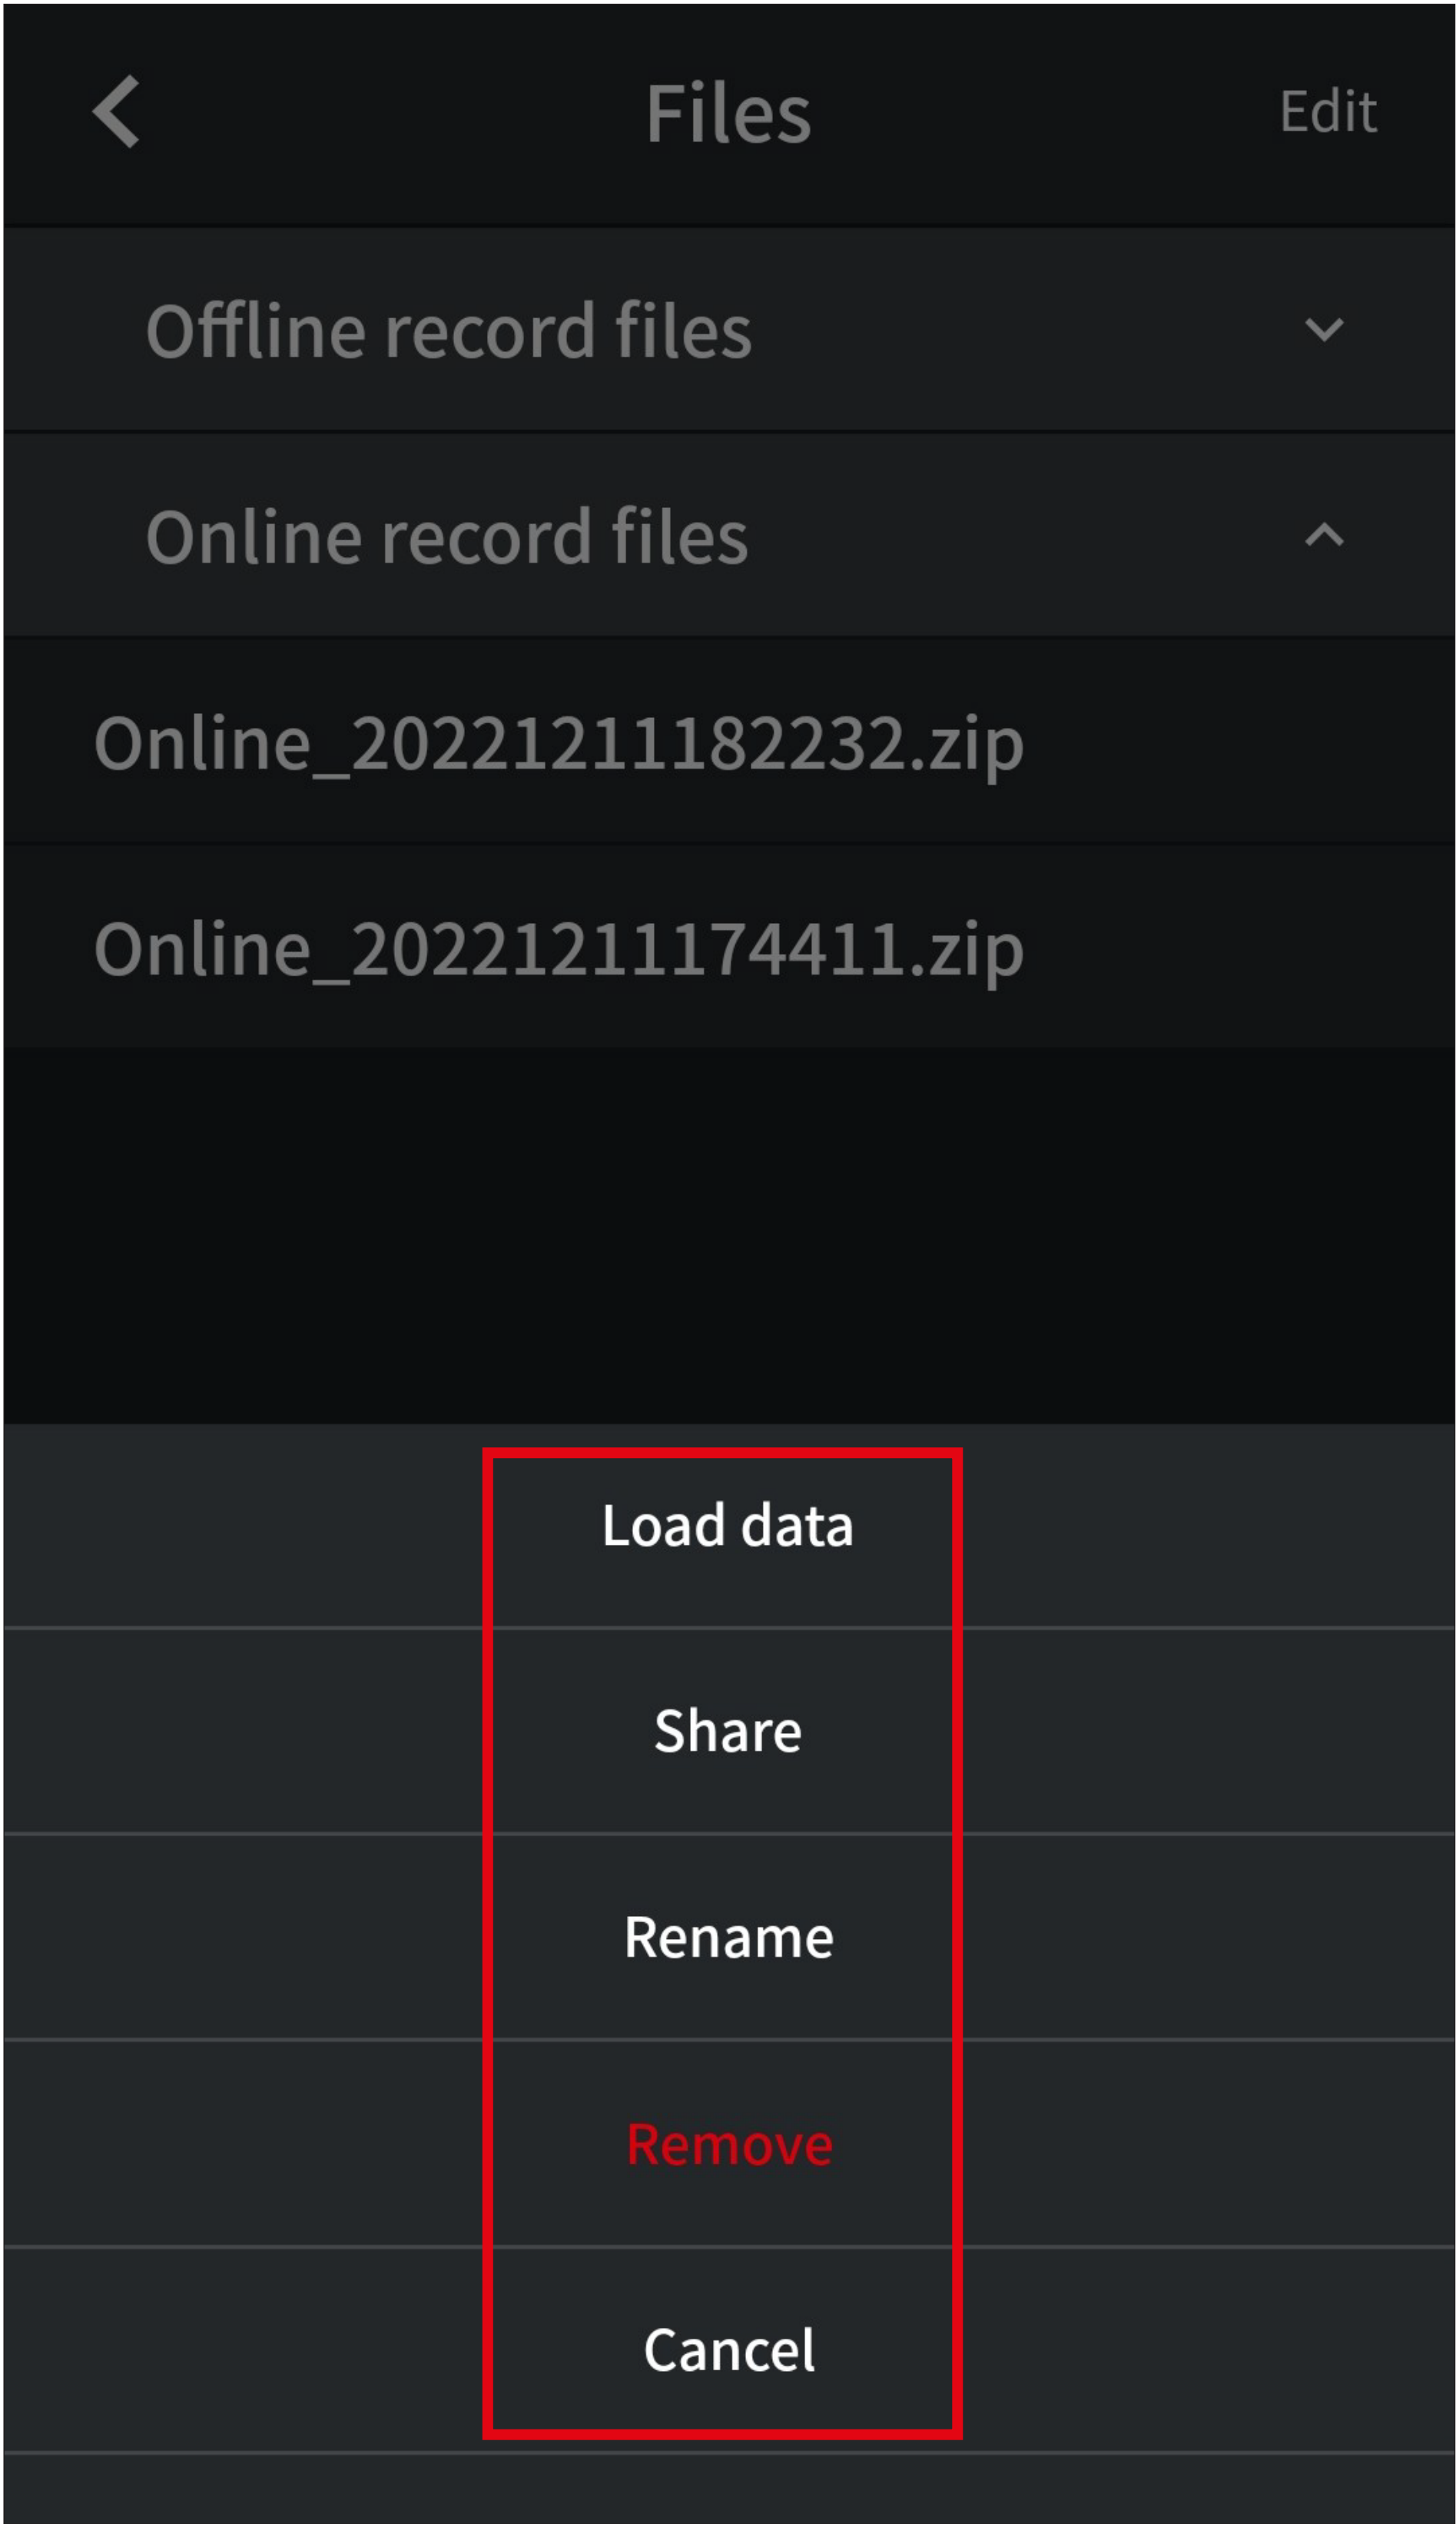 Files
Edit
Offline record files
Online record files
Online_20221211182232.zip
Online_20221211174411.zip
Load data
Share
Rename
Remove
Cancel